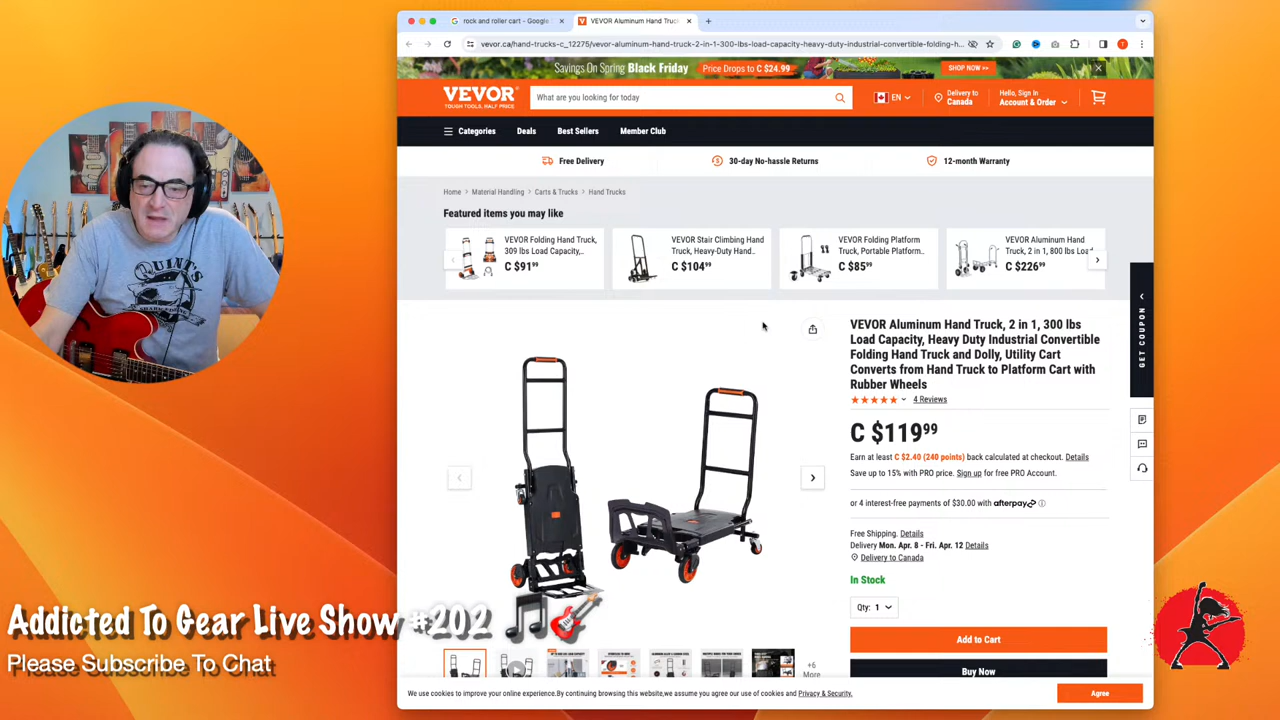 rock and roller cart - Google
VEVOR Aluminum Hand Truc
vevor.ca/hand-trucks-c_12275/vevor-aluminum-hand-truck-2-in-1-300-lbs-load-capacity-heavy-duty-industrial-convertible-folding-h...
Savings On Spring Black Friday Price Drops to C $24.99 SHOP NOW >>
VEVOR
TOUGH TOOLS, HALF PRICE
What are you looking for today
EN
Delivery to
Canada
Hello, Sign In
Account & Order
Categories Deals Best Sellers Member Club
Free Delivery 30-day No-hassle Returns 12-month Warranty
Home > Material Handling > Carts & Trucks > Hand Trucks
Featured items you may like
VEVOR Folding Hand Truck,
309 lbs Load Capacity,...
C $91⁹⁹
VEVOR Stair Climbing Hand
Truck, Heavy-Duty Hand...
C $104⁹⁹
VEVOR Folding Platform
Truck, Portable Platform...
C $85⁹⁹
VEVOR Aluminum Hand
Truck, 2 in 1, 800 lbs Load
C $226⁹⁹
GET COUPON
VEVOR Aluminum Hand Truck, 2 in 1, 300 lbs
Load Capacity, Heavy Duty Industrial Convertible
Folding Hand Truck and Dolly, Utility Cart
Converts from Hand Truck to Platform Cart with
Rubber Wheels
4 Reviews
C $119⁹⁹
Earn at least C $2.40 (240 points) back calculated at checkout. Details
Save up to 15% with PRO price. Sign up for free PRO Account.
or 4 interest-free payments of $30.00 with afterpay
Free Shipping. Details
Delivery Mon. Apr. 8 - Fri. Apr. 12 Details
Delivery to Canada
In Stock
Qty: 1
Add to Cart
Buy Now
+6
More
We use cookies to improve your online experience.By continuing browsing this website,we assume you agree our use of cookies and Privacy & Security.
Agree
QUINT'S
SHARK FISHING
Addicted To Gear Live Show #202
Please Subscribe To Chat